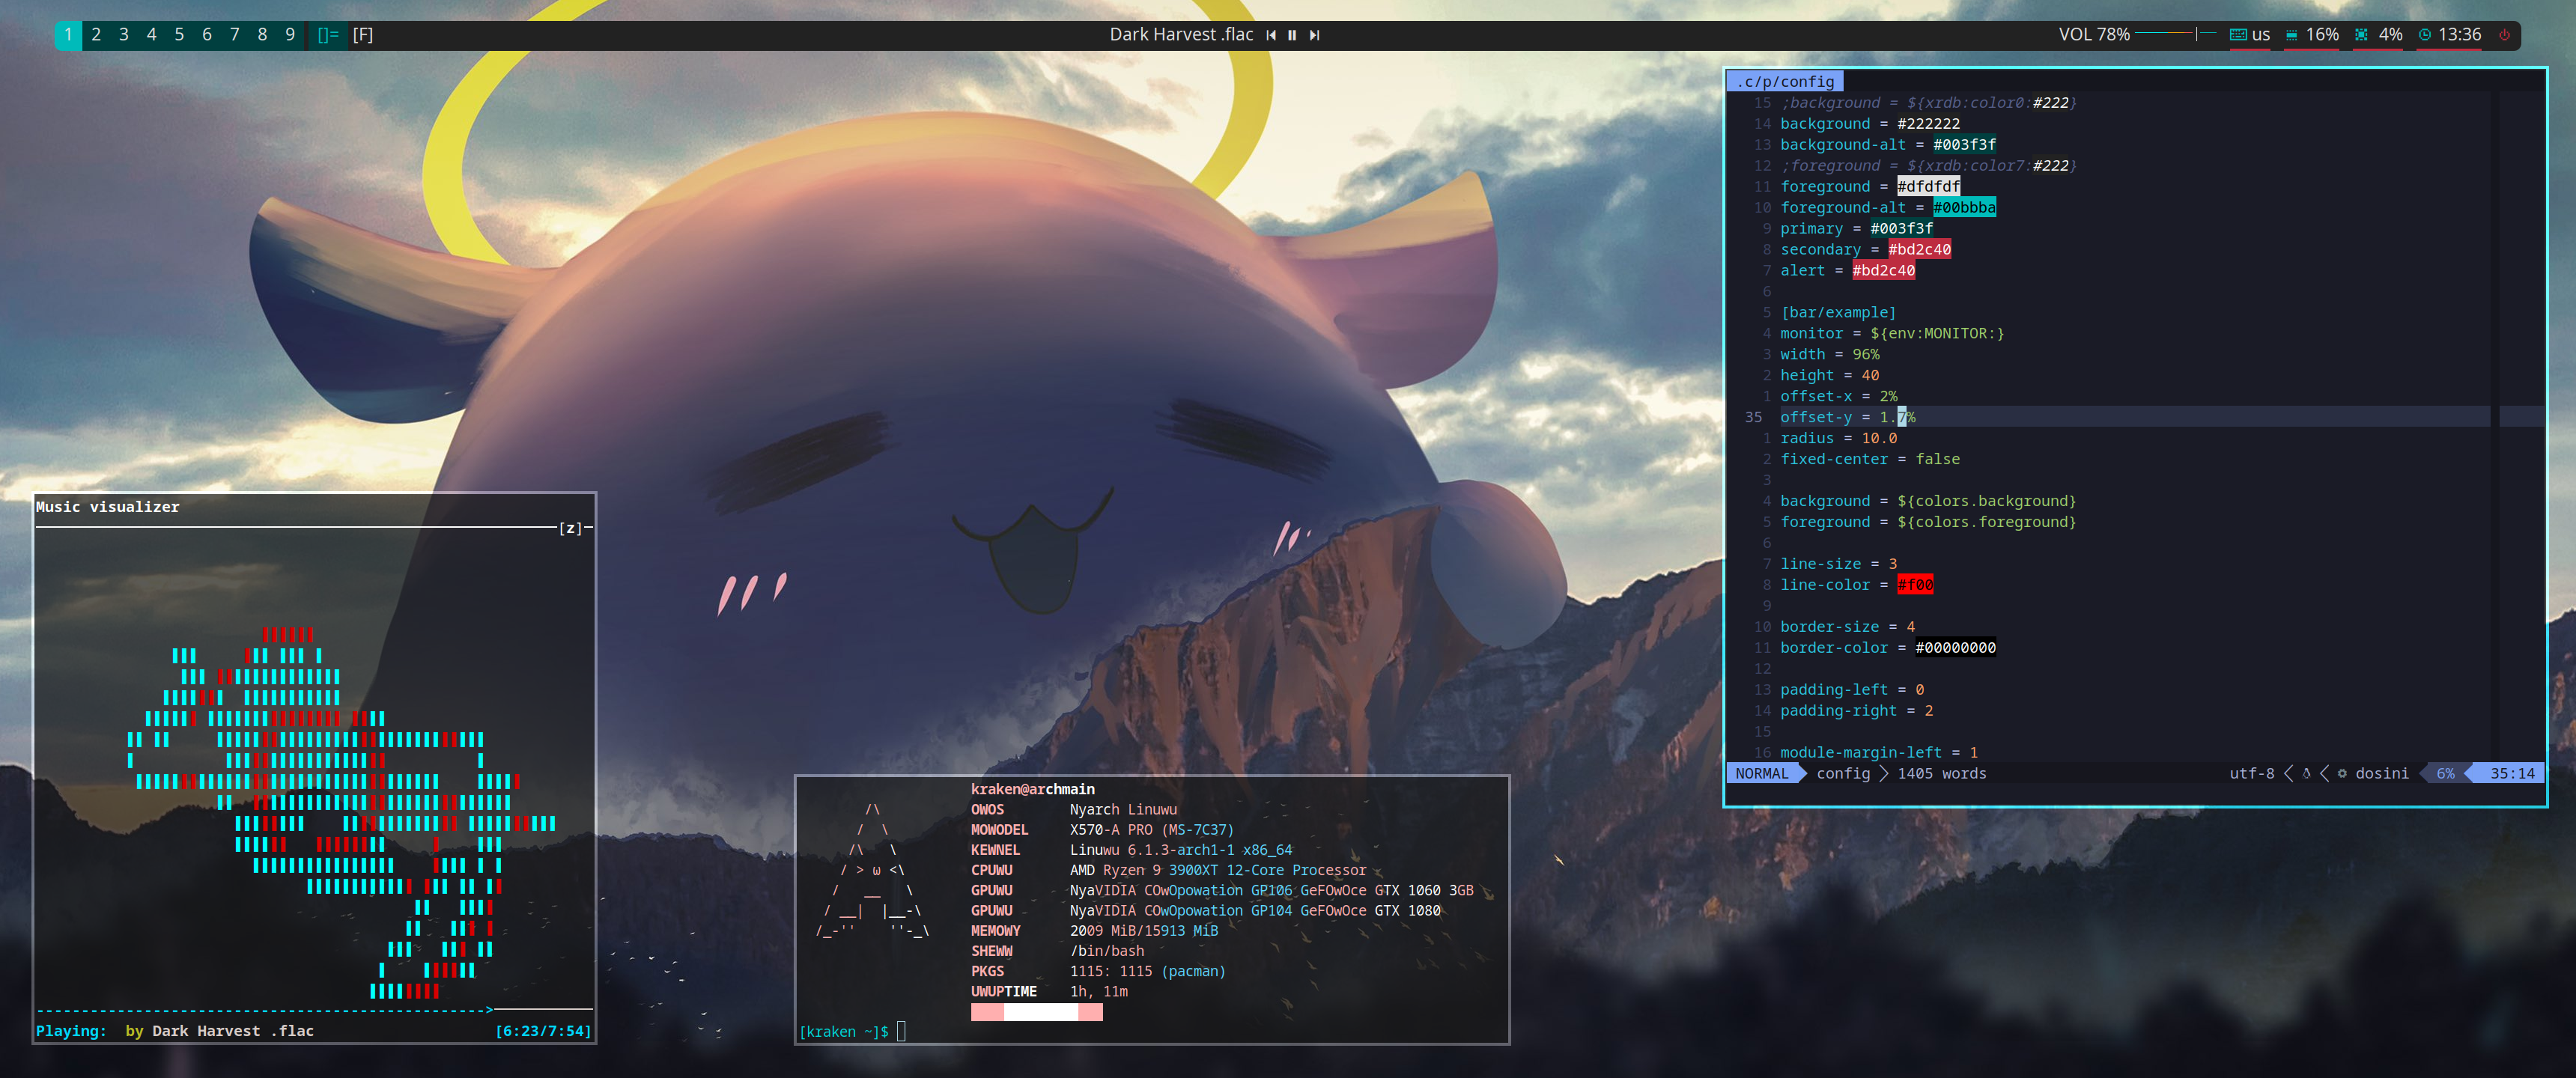 1 2 3 4 5 6 7 8 9 []= [F]
Dark Harvest .flac
VOL 78% us 16% 4% 13:36
.c/p/config
15 ;background = ${xrdb:color0:#222}
14 background = #222222
13 background-alt = #003f3f
12 ;foreground = ${xrdb:color7:#222}
11 foreground = #dfdfdf
10 foreground-alt = #00bbba
9 primary = #003f3f
8 secondary = #bd2c40
7 alert = #bd2c40
6
5 [bar/example]
4 monitor = ${env:MONITOR:}
3 width = 96%
2 height = 40
1 offset-x = 2%
35 offset-y = 1.7%
1 radius = 10.0
2 fixed-center = false
3
4 background = ${colors.background}
5 foreground = ${colors.foreground}
6
7 line-size = 3
8 line-color = #f00
9
10 border-size = 4
11 border-color = #00000000
12
13 padding-left = 0
14 padding-right = 2
15
16 module-margin-left = 1
NORMAL config 1405 words utf-8 dosini 6% 35:14
Music visualizer
[z]
Playing: by Dark Harvest .flac [6:23/7:54]
kraken@archmain
OWOS Nyarch Linuwu
MOWODEL X570-A PRO (MS-7C37)
KEWNEL Linuwu 6.1.3-arch1-1 x86_64
CPUWU AMD Ryzen 9 3900XT 12-Core Processor
GPUWU NyaVIDIA COwOpowation GP106 GeFOwOce GTX 1060 3GB
GPUWU NyaVIDIA COwOpowation GP104 GeFOwOce GTX 1080
MEMOWY 2009 MiB/15913 MiB
SHEWW /bin/bash
PKGS 1115: 1115 (pacman)
UWUPTIME 1h, 11m
[kraken ~]$